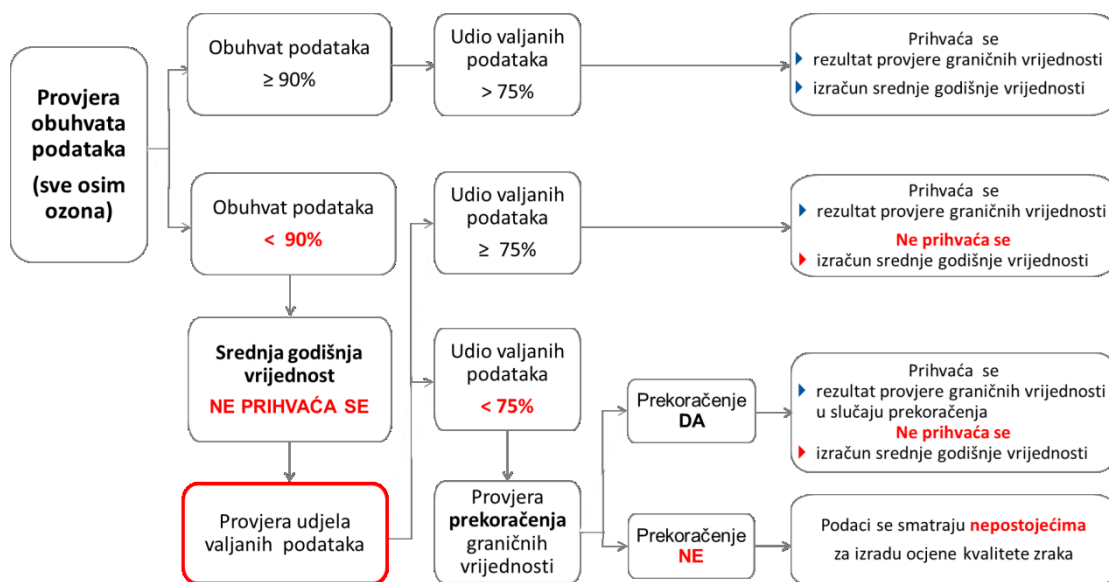 Provjera
obuhvata
podataka
(sve osim
ozona)
Obuhvat podataka
≥ 90%
Udio valjanih
podataka
> 75%
Prihvaća se
rezultat provjere graničnih vrijednosti
izračun srednje godišnje vrijednosti
Obuhvat podataka
< 90%
Udio valjanih
podataka
≥ 75%
Prihvaća se
rezultat provjere graničnih vrijednosti
Ne prihvaća se
izračun srednje godišnje vrijednosti
Srednja godišnja
vrijednost
NE PRIHVAĆA SE
Udio valjanih
podataka
< 75%
Prekoračenje
DA
Prihvaća se
rezultat provjere graničnih vrijednosti
u slučaju prekoračenja
Ne prihvaća se
izračun srednje godišnje vrijednosti
Provjera udjela
valjanih podataka
Provjera
prekoračenja
graničnih
vrijednosti
Prekoračenje
NE
Podaci se smatraju nepostojećima
za izradu ocjene kvalitete zraka